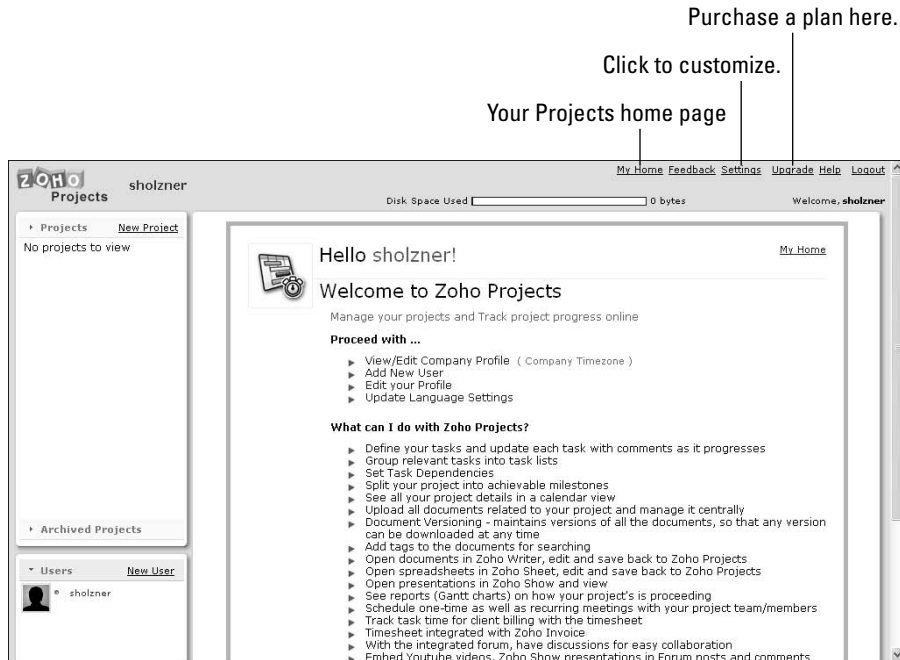 Purchase a plan here.
Click to customize.
Your Projects home page
ZOHO
Projects
sholzner
My Home Feedback Settings Upgrade Help Logout
Disk Space Used 0 bytes
Welcome, sholzner
Projects New Project
No projects to view
Archived Projects
Users New User
sholzner
Hello sholzner!
My Home
Welcome to Zoho Projects
Manage your projects and Track project progress online
Proceed with ...
View/Edit Company Profile ( Company Timezone )
Add New User
Edit your Profile
Update Language Settings
What can I do with Zoho Projects?
Define your tasks and update each task with comments as it progresses
Group relevant tasks into task lists
Set Task Dependencies
Split your project into achievable milestones
See all your project details in a calendar view
Upload all documents related to your project and manage it centrally
Document Versioning - maintains versions of all the documents, so that any version
can be downloaded at any time
Add tags to the documents for searching
Open documents in Zoho Writer, edit and save back to Zoho Projects
Open spreadsheets in Zoho Sheet, edit and save back to Zoho Projects
Open presentations in Zoho Show and view
See reports (Gantt charts) on how your project's is proceeding
Schedule one-time as well as recurring meetings with your project team/members
Track task time for client billing with the timesheet
Timesheet integrated with Zoho Invoice
With the integrated forum, have discussions for easy collaboration
Embed Youtube videos, Zoho Show presentations in Forum posts and comments